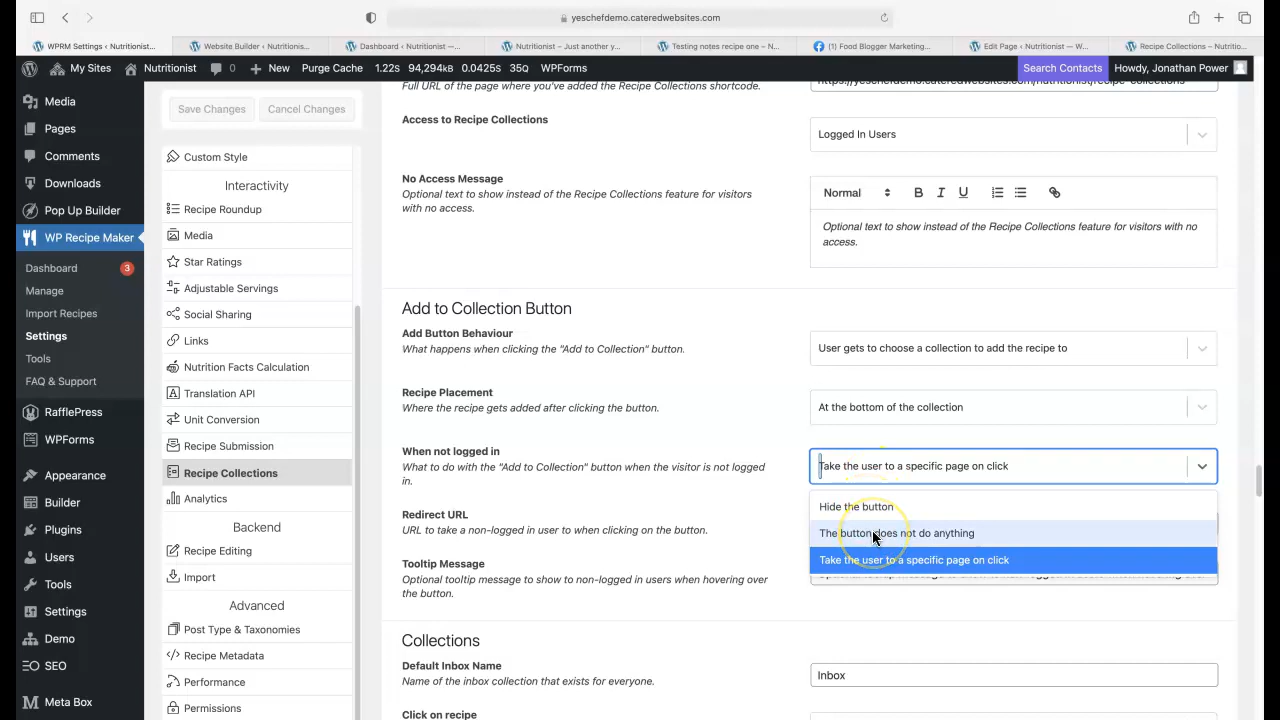 yeschefdemo.cateredwebsites.com
WPRM Settings ‹ Nutritionist...
Website Builder ‹ Nutritionis...
Dashboard ‹ Nutritionist —...
Nutritionist – Just another y...
Testing notes recipe one – N...
(1) Food Blogger Marketing...
Edit Page ‹ Nutritionist — W...
Recipe Collections – Nutritio...
My Sites
Nutritionist
0
New
Purge Cache
1.22s
94,294kB
0.0425s
35Q
WPForms
Search Contacts
Howdy, Jonathan Power
Media
Pages
Comments
Downloads
Pop Up Builder
WP Recipe Maker
Dashboard
3
Manage
Import Recipes
Settings
Tools
FAQ & Support
RafflePress
WPForms
Appearance
Builder
Plugins
Users
Tools
Settings
Demo
SEO
Meta Box
Save Changes
Cancel Changes
Custom Style
Interactivity
Recipe Roundup
Media
Star Ratings
Adjustable Servings
Social Sharing
Links
Nutrition Facts Calculation
Translation API
Unit Conversion
Recipe Submission
Recipe Collections
Analytics
Backend
Recipe Editing
Import
Advanced
Post Type & Taxonomies
Recipe Metadata
Performance
Permissions
Full URL of the page where you've added the Recipe Collections shortcode.
https://yeschefdemo.cateredwebsites.com/nutritionist/recipe-collections
Access to Recipe Collections
Logged In Users
No Access Message
Optional text to show instead of the Recipe Collections feature for visitors
with no access.
Normal
B I U
Optional text to show instead of the Recipe Collections feature for visitors with no
access.
Add to Collection Button
Add Button Behaviour
What happens when clicking the "Add to Collection" button.
User gets to choose a collection to add the recipe to
Recipe Placement
Where the recipe gets added after clicking the button.
At the bottom of the collection
When not logged in
What to do with the "Add to Collection" button when the visitor is not logged
in.
Take the user to a specific page on click
Hide the button
The button does not do anything
Take the user to a specific page on click
Redirect URL
URL to take a non-logged in user to when clicking on the button.
Tooltip Message
Optional tooltip message to show to non-logged in users when hovering over
the button.
Collections
Default Inbox Name
Name of the inbox collection that exists for everyone.
Inbox
Click on recipe